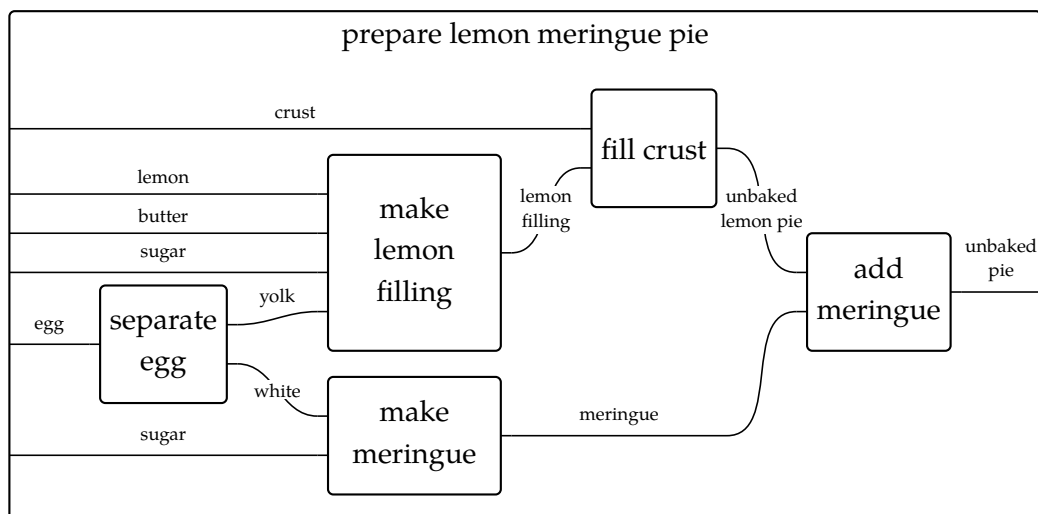 prepare lemon meringue pie
crust
fill crust
lemon
butter
sugar
make
lemon
filling
lemon
filling
unbaked
lemon pie
egg
separate
egg
yolk
white
sugar
make
meringue
meringue
add
meringue
unbaked
pie